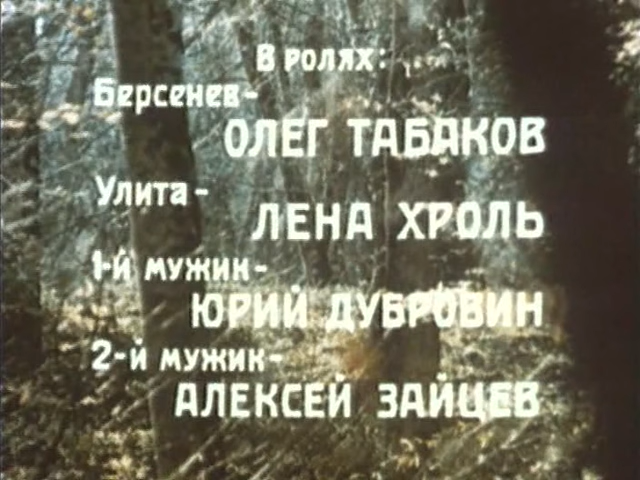 В ролях:
Берсенев-
ОЛЕГ ТАБАКОВ
Улита-
ЛЕНА ХРОЛЬ
1-й мужик-
ЮРИЙ ДУБРОВИН
2-й мужик-
АЛЕКСЕЙ ЗАЙЦЕВ